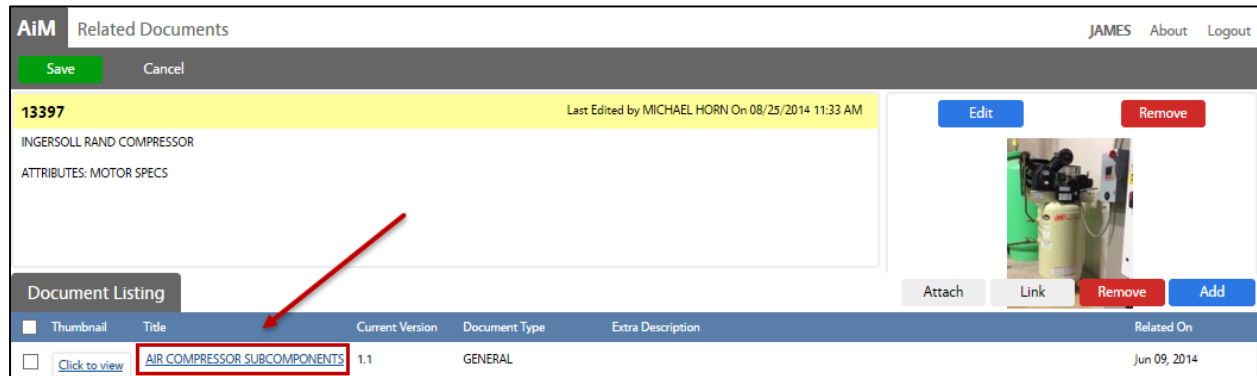 AiM Related Documents JAMES About Logout
Save Cancel
13397 Last Edited by MICHAEL HORN On 08/25/2014 11:33 AM Edit Remove
INGERSOLL RAND COMPRESSOR
ATTRIBUTES: MOTOR SPECS
Document Listing Attach Link Remove Add
Thumbnail Title Current Version Document Type Extra Description Related On
Click to view AIR COMPRESSOR SUBCOMPONENTS 1.1 GENERAL Jun 09, 2014